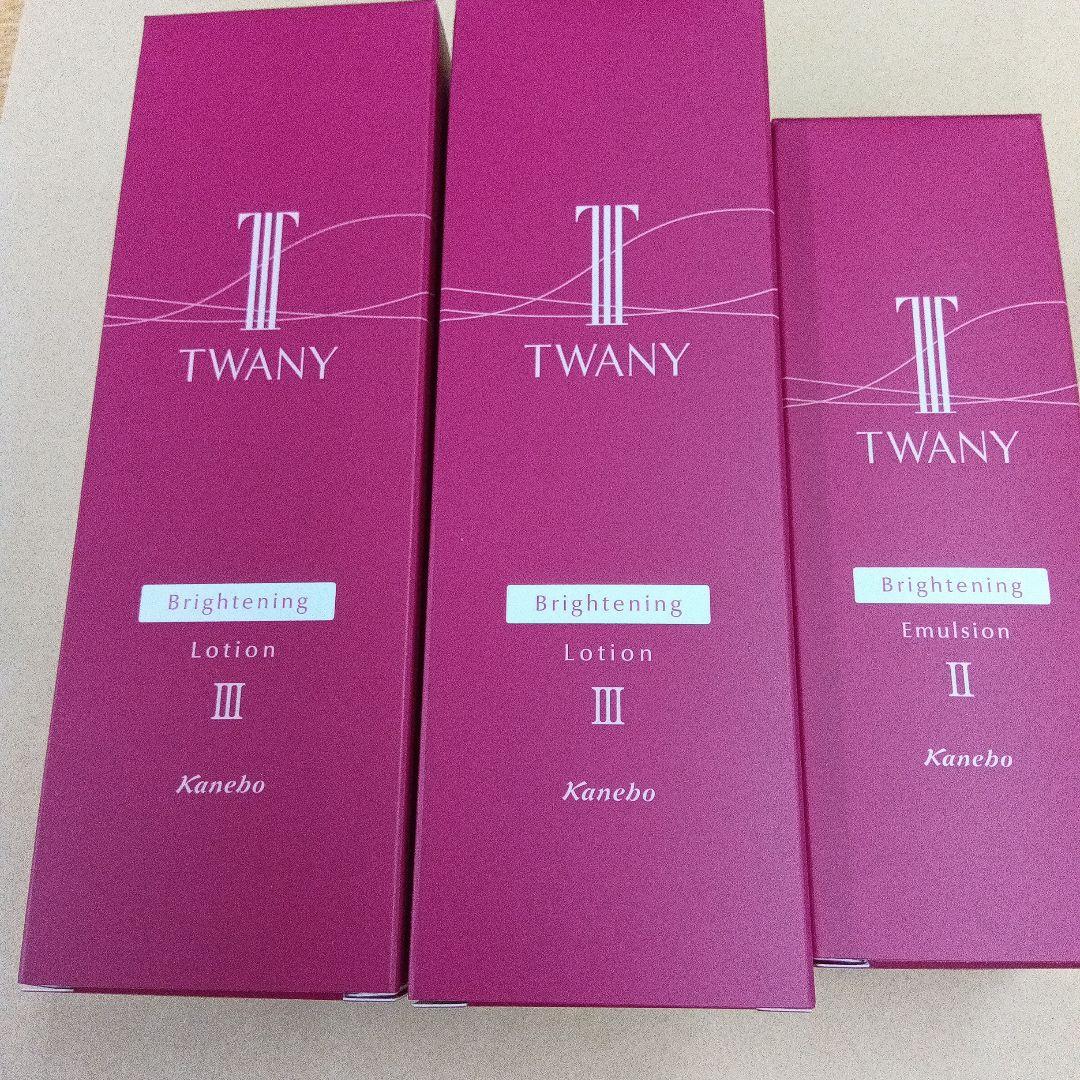 TWANY
Brightening
Lotion
III
Kanebo
TWANY
Brightening
Lotion
III
Kanebo
TWANY
Brightening
Emulsion
II
Kanebo